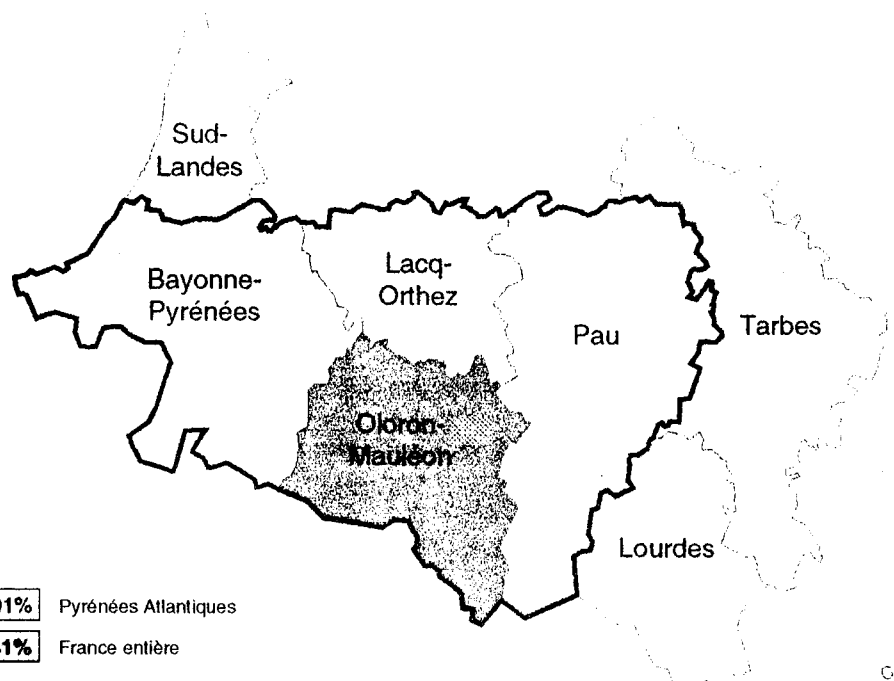 Sud-
Landes
Bayonne-
Pyrénées
Lacq-
Orthez
Pau
Tarbes
Oloron-
Mauléon
Lourdes
Pyrénées Atlantiques
France entière